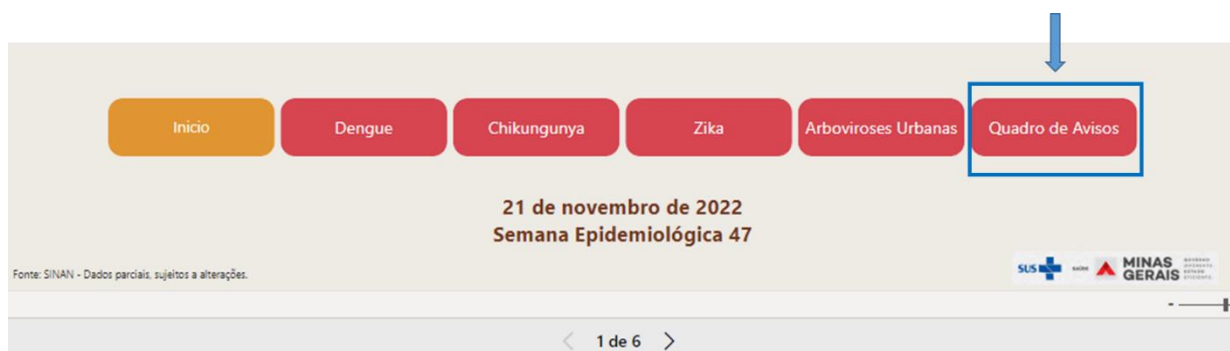 Inicio
Dengue
Chikungunya
Zika
Arboviroses Urbanas
Quadro de Avisos
21 de novembro de 2022
Semana Epidemiológica 47
Fonte: SINAN - Dados parciais, sujeitos a alterações.
SUS
MINAS
GERAIS
1 de 6